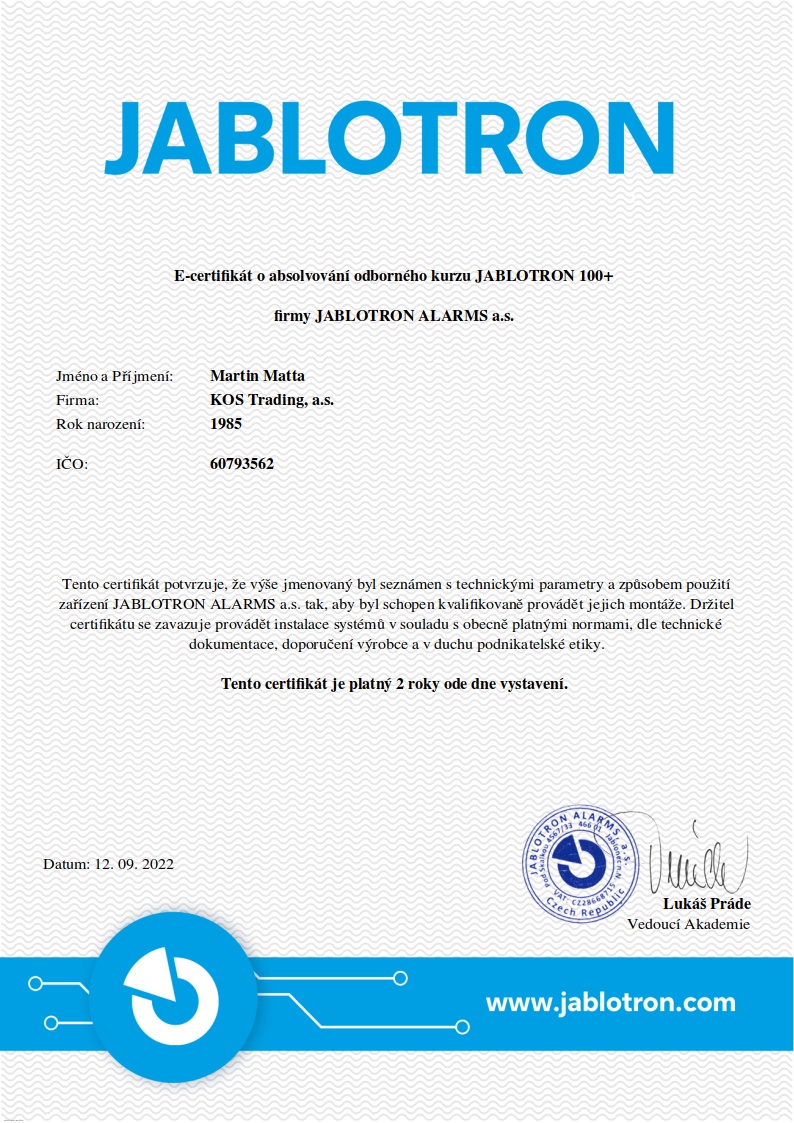 JABLOTRON
E-certifikát o absolvování odborného kurzu JABLOTRON 100+
firmy JABLOTRON ALARMS a.s.
Jméno a Příjmení: Martin Matta
Firma: KOS Trading, a.s.
Rok narození: 1985
IČO: 60793562
Tento certifikát potvrzuje, že výše jmenovaný byl seznámen s technickými parametry a způsobem použití
zařízení JABLOTRON ALARMS a.s. tak, aby byl schopen kvalifikovaně provádět jejich montáže. Držitel
certifikátu se zavazuje provádět instalace systémů v souladu s obecně platnými normami, dle technické
dokumentace, doporučení výrobce a v duchu podnikatelské etiky.
Tento certifikát je platný 2 roky ode dne vystavení.
JABLOTRON ALARMS, a.s.
Pod Skalkou 4567/33 466 01 Jablonec n.N.
VAT: CZ28668715
Czech Republic
Datum: 12. 09. 2022
Lukáš Práde
Vedoucí Akademie
www.jablotron.com